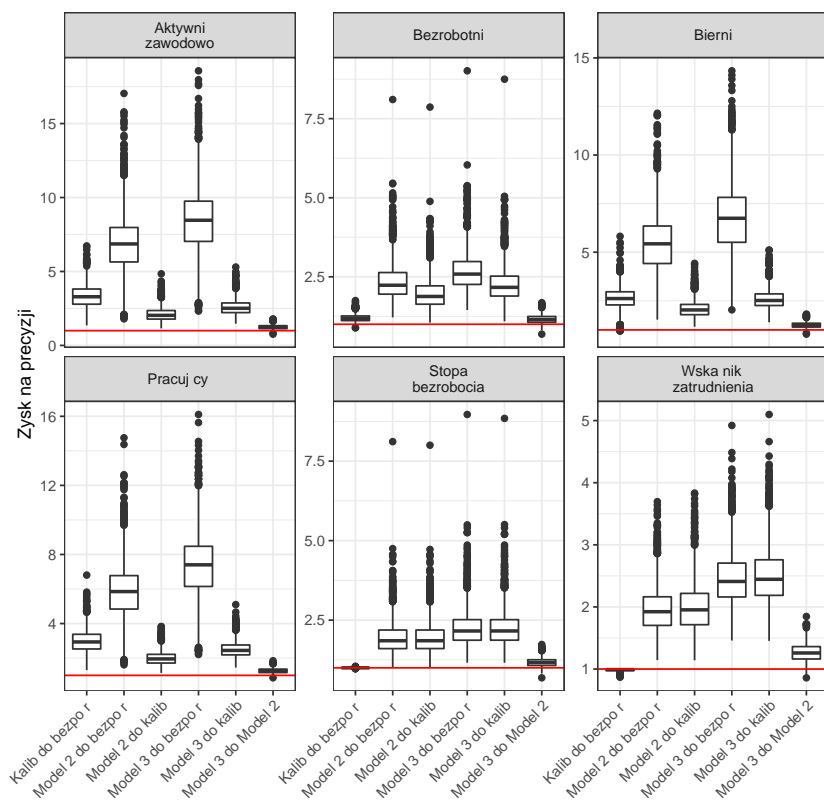 Aktywni
zawodowo
Bezrobotni
Bierni
15
10
5
0
7.5
5.0
2.5
15
10
5
Zysk na precyzji
Pracuj cy
Stopa
bezrobocia
Wska nik
zatrudnienia
16
12
8
4
7.5
5.0
2.5
5
4
3
2
1
Kalib do bezpo r
Model 2 do bezpo r
Model 2 do kalib
Model 3 do bezpo r
Model 3 do kalib
Model 3 do Model 2
Kalib do bezpo r
Model 2 do bezpo r
Model 2 do kalib
Model 3 do bezpo r
Model 3 do kalib
Model 3 do Model 2
Kalib do bezpo r
Model 2 do bezpo r
Model 2 do kalib
Model 3 do bezpo r
Model 3 do kalib
Model 3 do Model 2